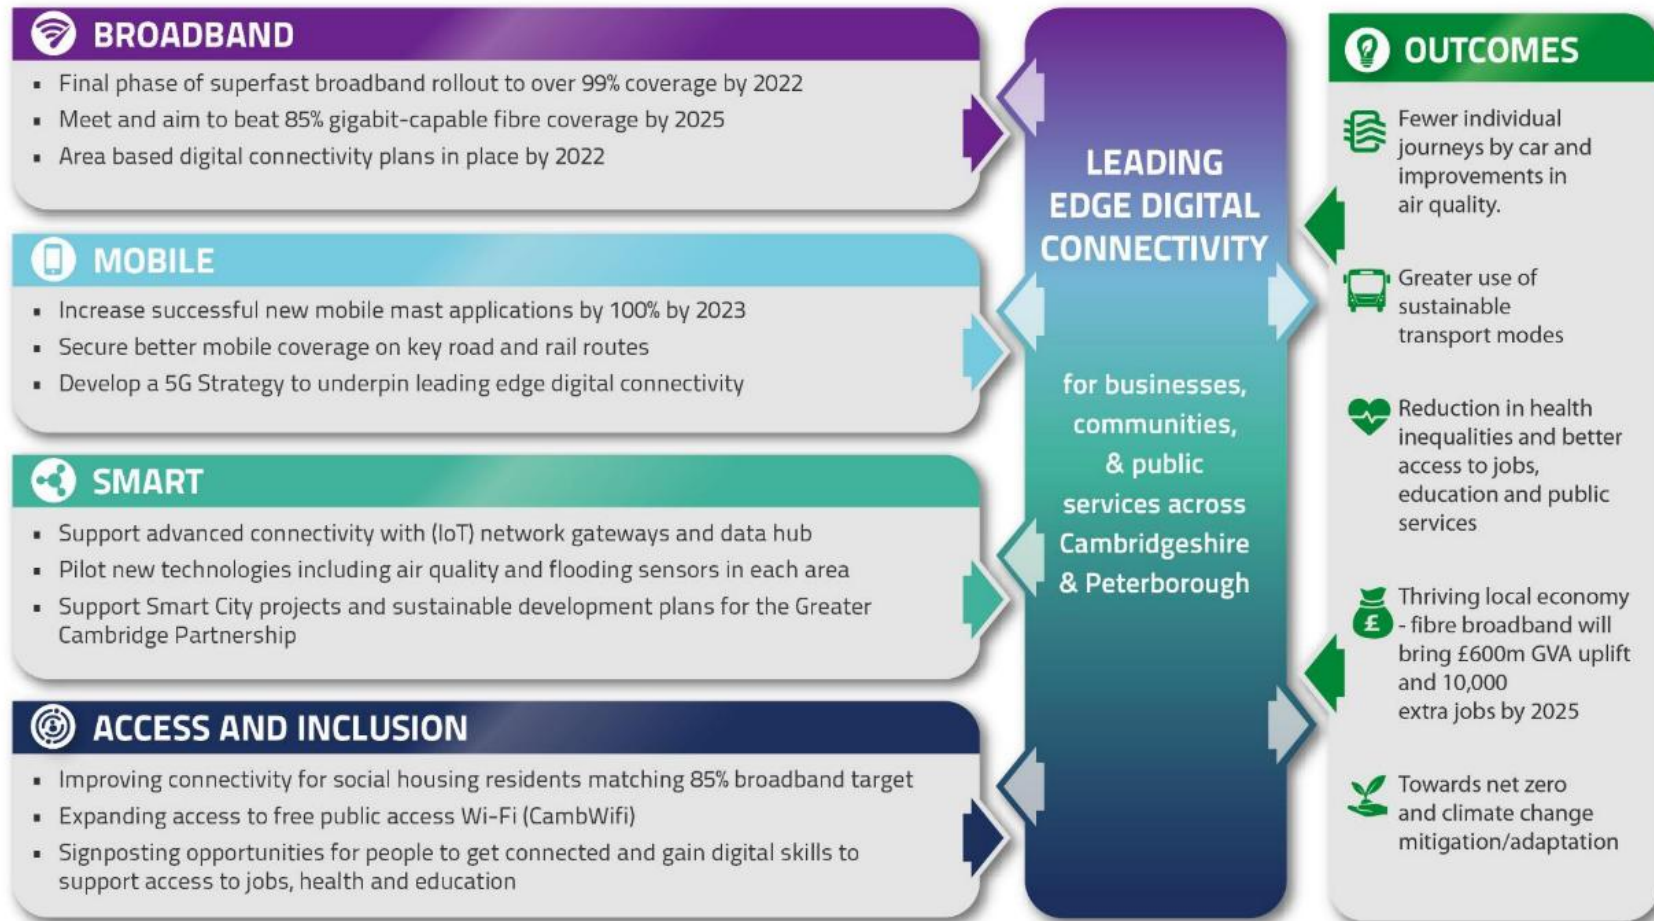 BROADBAND
▪ Final phase of superfast broadband rollout to over 99% coverage by 2022
▪ Meet and aim to beat 85% gigabit-capable fibre coverage by 2025
▪ Area based digital connectivity plans in place by 2022
MOBILE
▪ Increase successful new mobile mast applications by 100% by 2023
▪ Secure better mobile coverage on key road and rail routes
▪ Develop a 5G Strategy to underpin leading edge digital connectivity
SMART
▪ Support advanced connectivity with (IoT) network gateways and data hub
▪ Pilot new technologies including air quality and flooding sensors in each area
▪ Support Smart City projects and sustainable development plans for the Greater
Cambridge Partnership
ACCESS AND INCLUSION
▪ Improving connectivity for social housing residents matching 85% broadband target
▪ Expanding access to free public access Wi-Fi (CambWifi)
▪ Signposting opportunities for people to get connected and gain digital skills to
support access to jobs, health and education
LEADING
EDGE DIGITAL
CONNECTIVITY
for businesses,
communities,
& public
services across
Cambridgeshire
& Peterborough
OUTCOMES
Fewer individual
journeys by car and
improvements in
air quality.
Greater use of
sustainable
transport modes
Reduction in health
inequalities and better
access to jobs,
education and public
services
£
Thriving local economy
- fibre broadband will
bring £600m GVA uplift
and 10,000
extra jobs by 2025
Towards net zero
and climate change
mitigation/adaptation